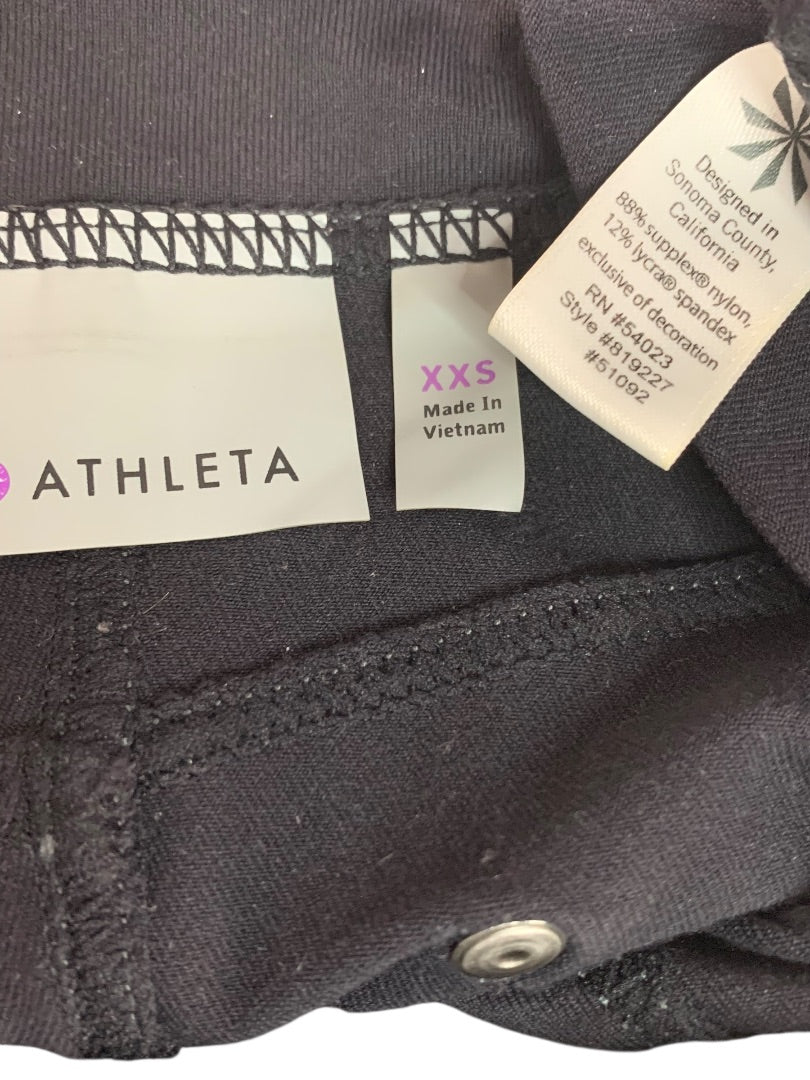 ATHLETA
XXS
Made In
Vietnam
Designed in
Sonoma County,
California
88% supplex® nylon,
12% lycra® spandex
exclusive of decoration
RN #54023
Style #819227
#51092